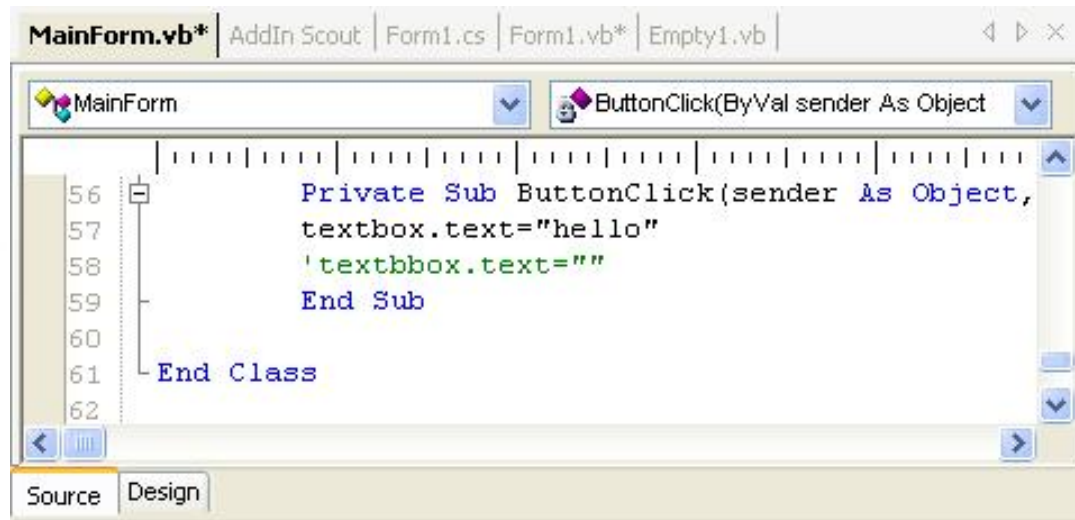 MainForm.vb* AddIn Scout Form1.cs Form1.vb* Empty1.vb
MainForm ButtonClick(ByVal sender As Object
56 Private Sub ButtonClick(sender As Object,
57 textbox.text="hello"
58 'textbbox.text=""
59 End Sub
60
61 End Class
62
Source Design